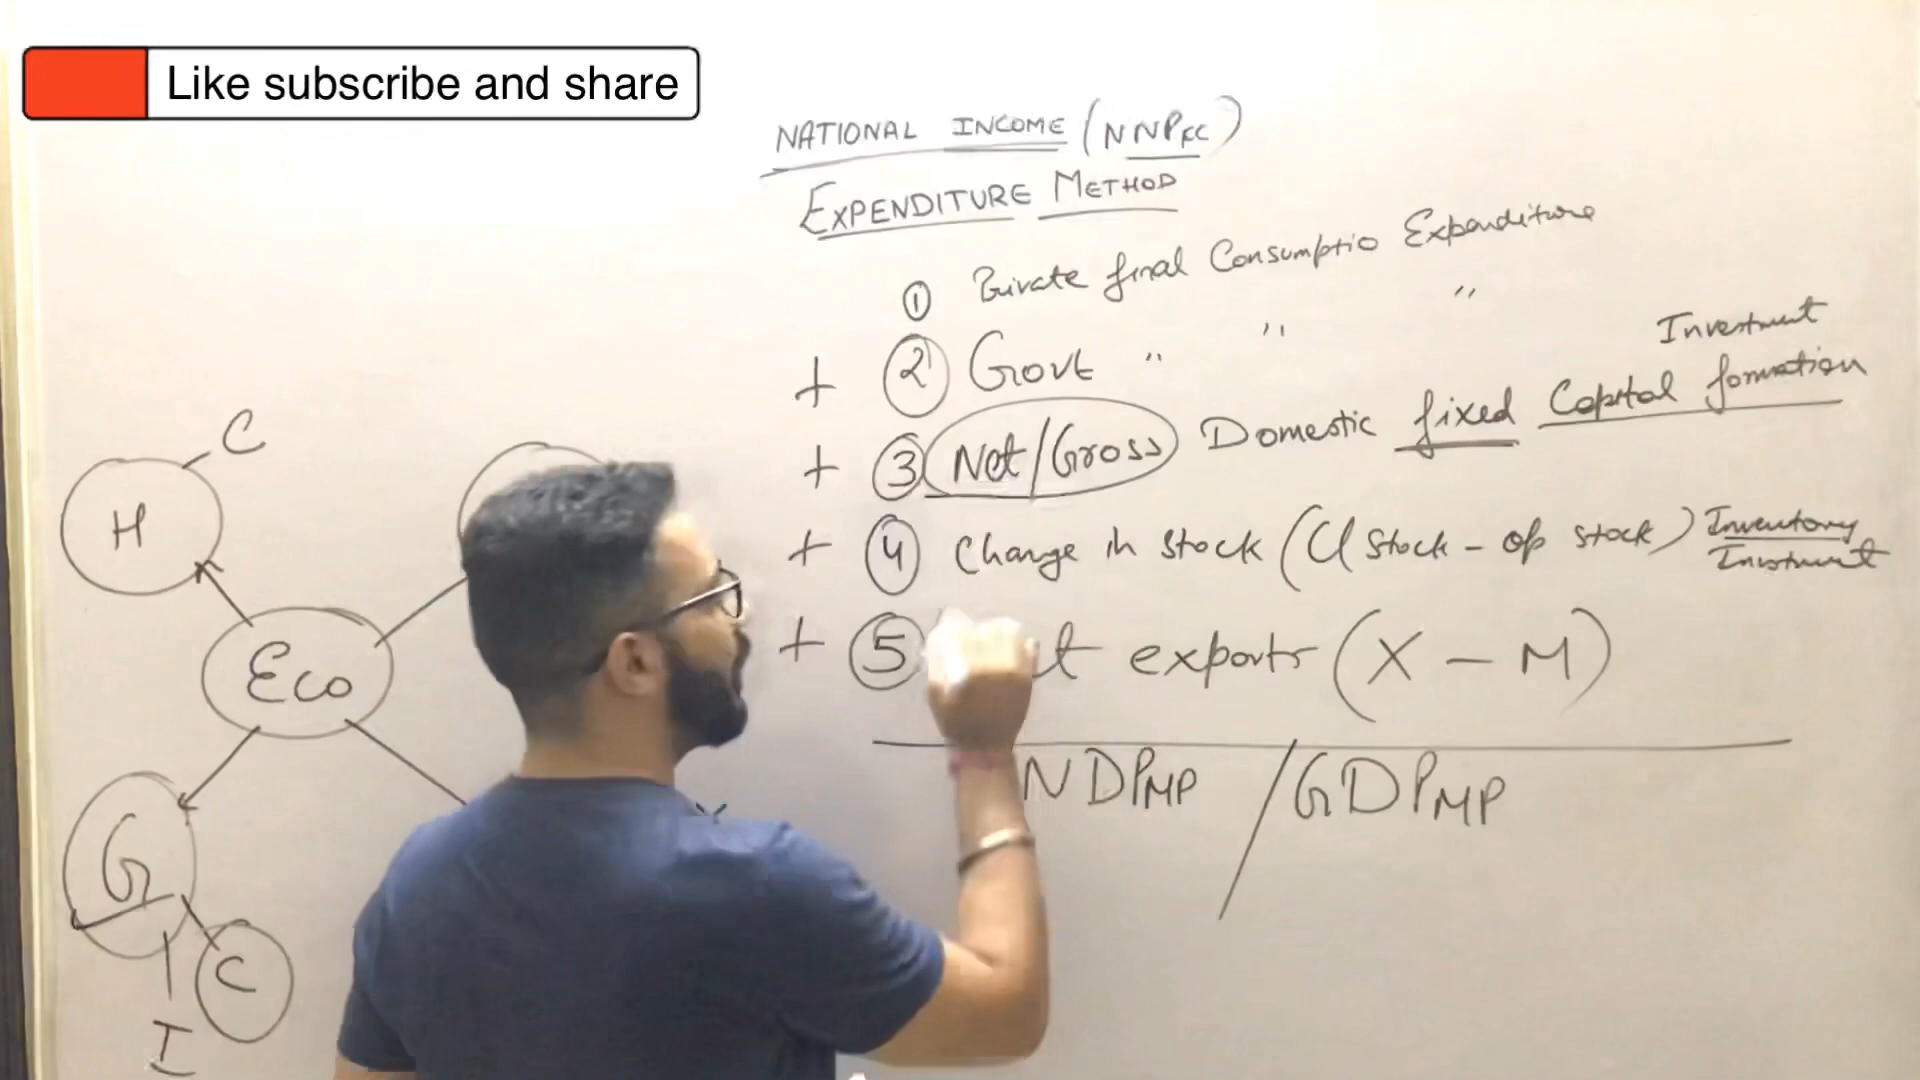 Like subscribe and share
NATIONAL INCOME (NNPFC)
EXPENDITURE METHOD
① Private final Consumptio Expenditure
+ ② Govt " " "
Investment
+ ③ Net/Gross Domestic fixed Capital formation
+ ④ Change in stock (Cl stock - op stock) Inventory
Investment
+ ⑤ exports (X - M)
NDPMP / GDPMP
C
H
Eco
G
C
I